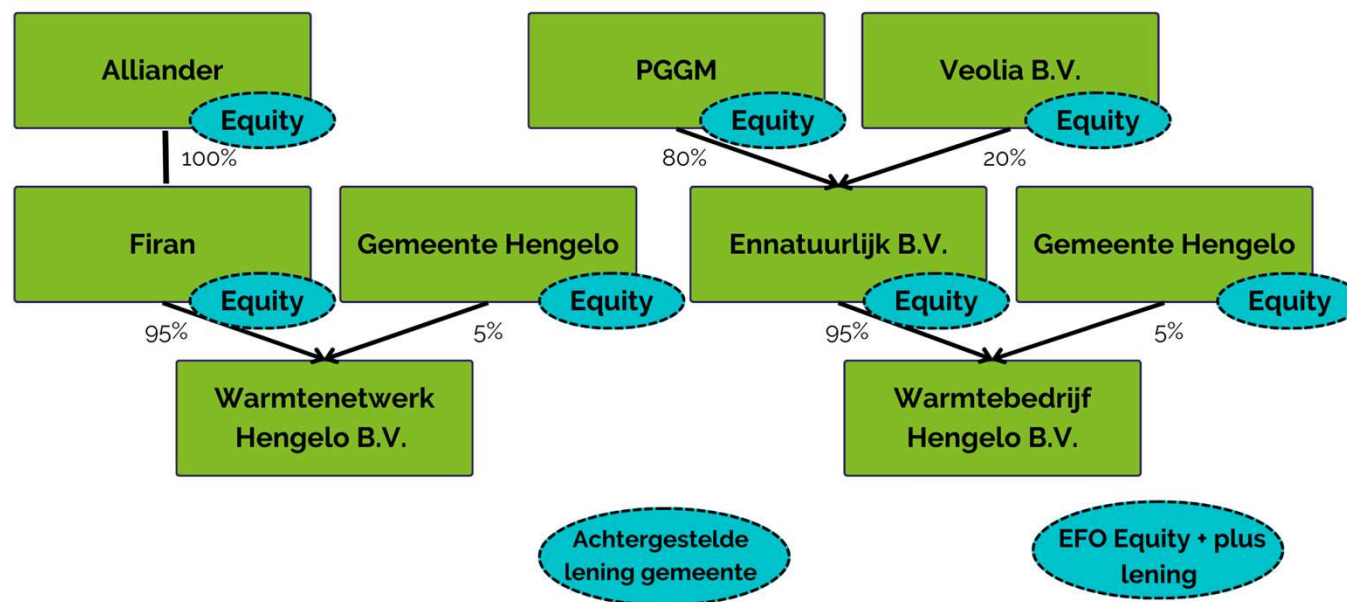 Alliander
PGGM
Veolia B.V.
Equity
Equity
Equity
100%
80%
20%
Firan
Gemeente Hengelo
Ennatuurlijk B.V.
Gemeente Hengelo
Equity
Equity
Equity
Equity
95%
5%
95%
5%
Warmtenetwerk
Hengelo B.V.
Warmtebedrijf
Hengelo B.V.
Achtergestelde
lening gemeente
EFO Equity + plus
lening